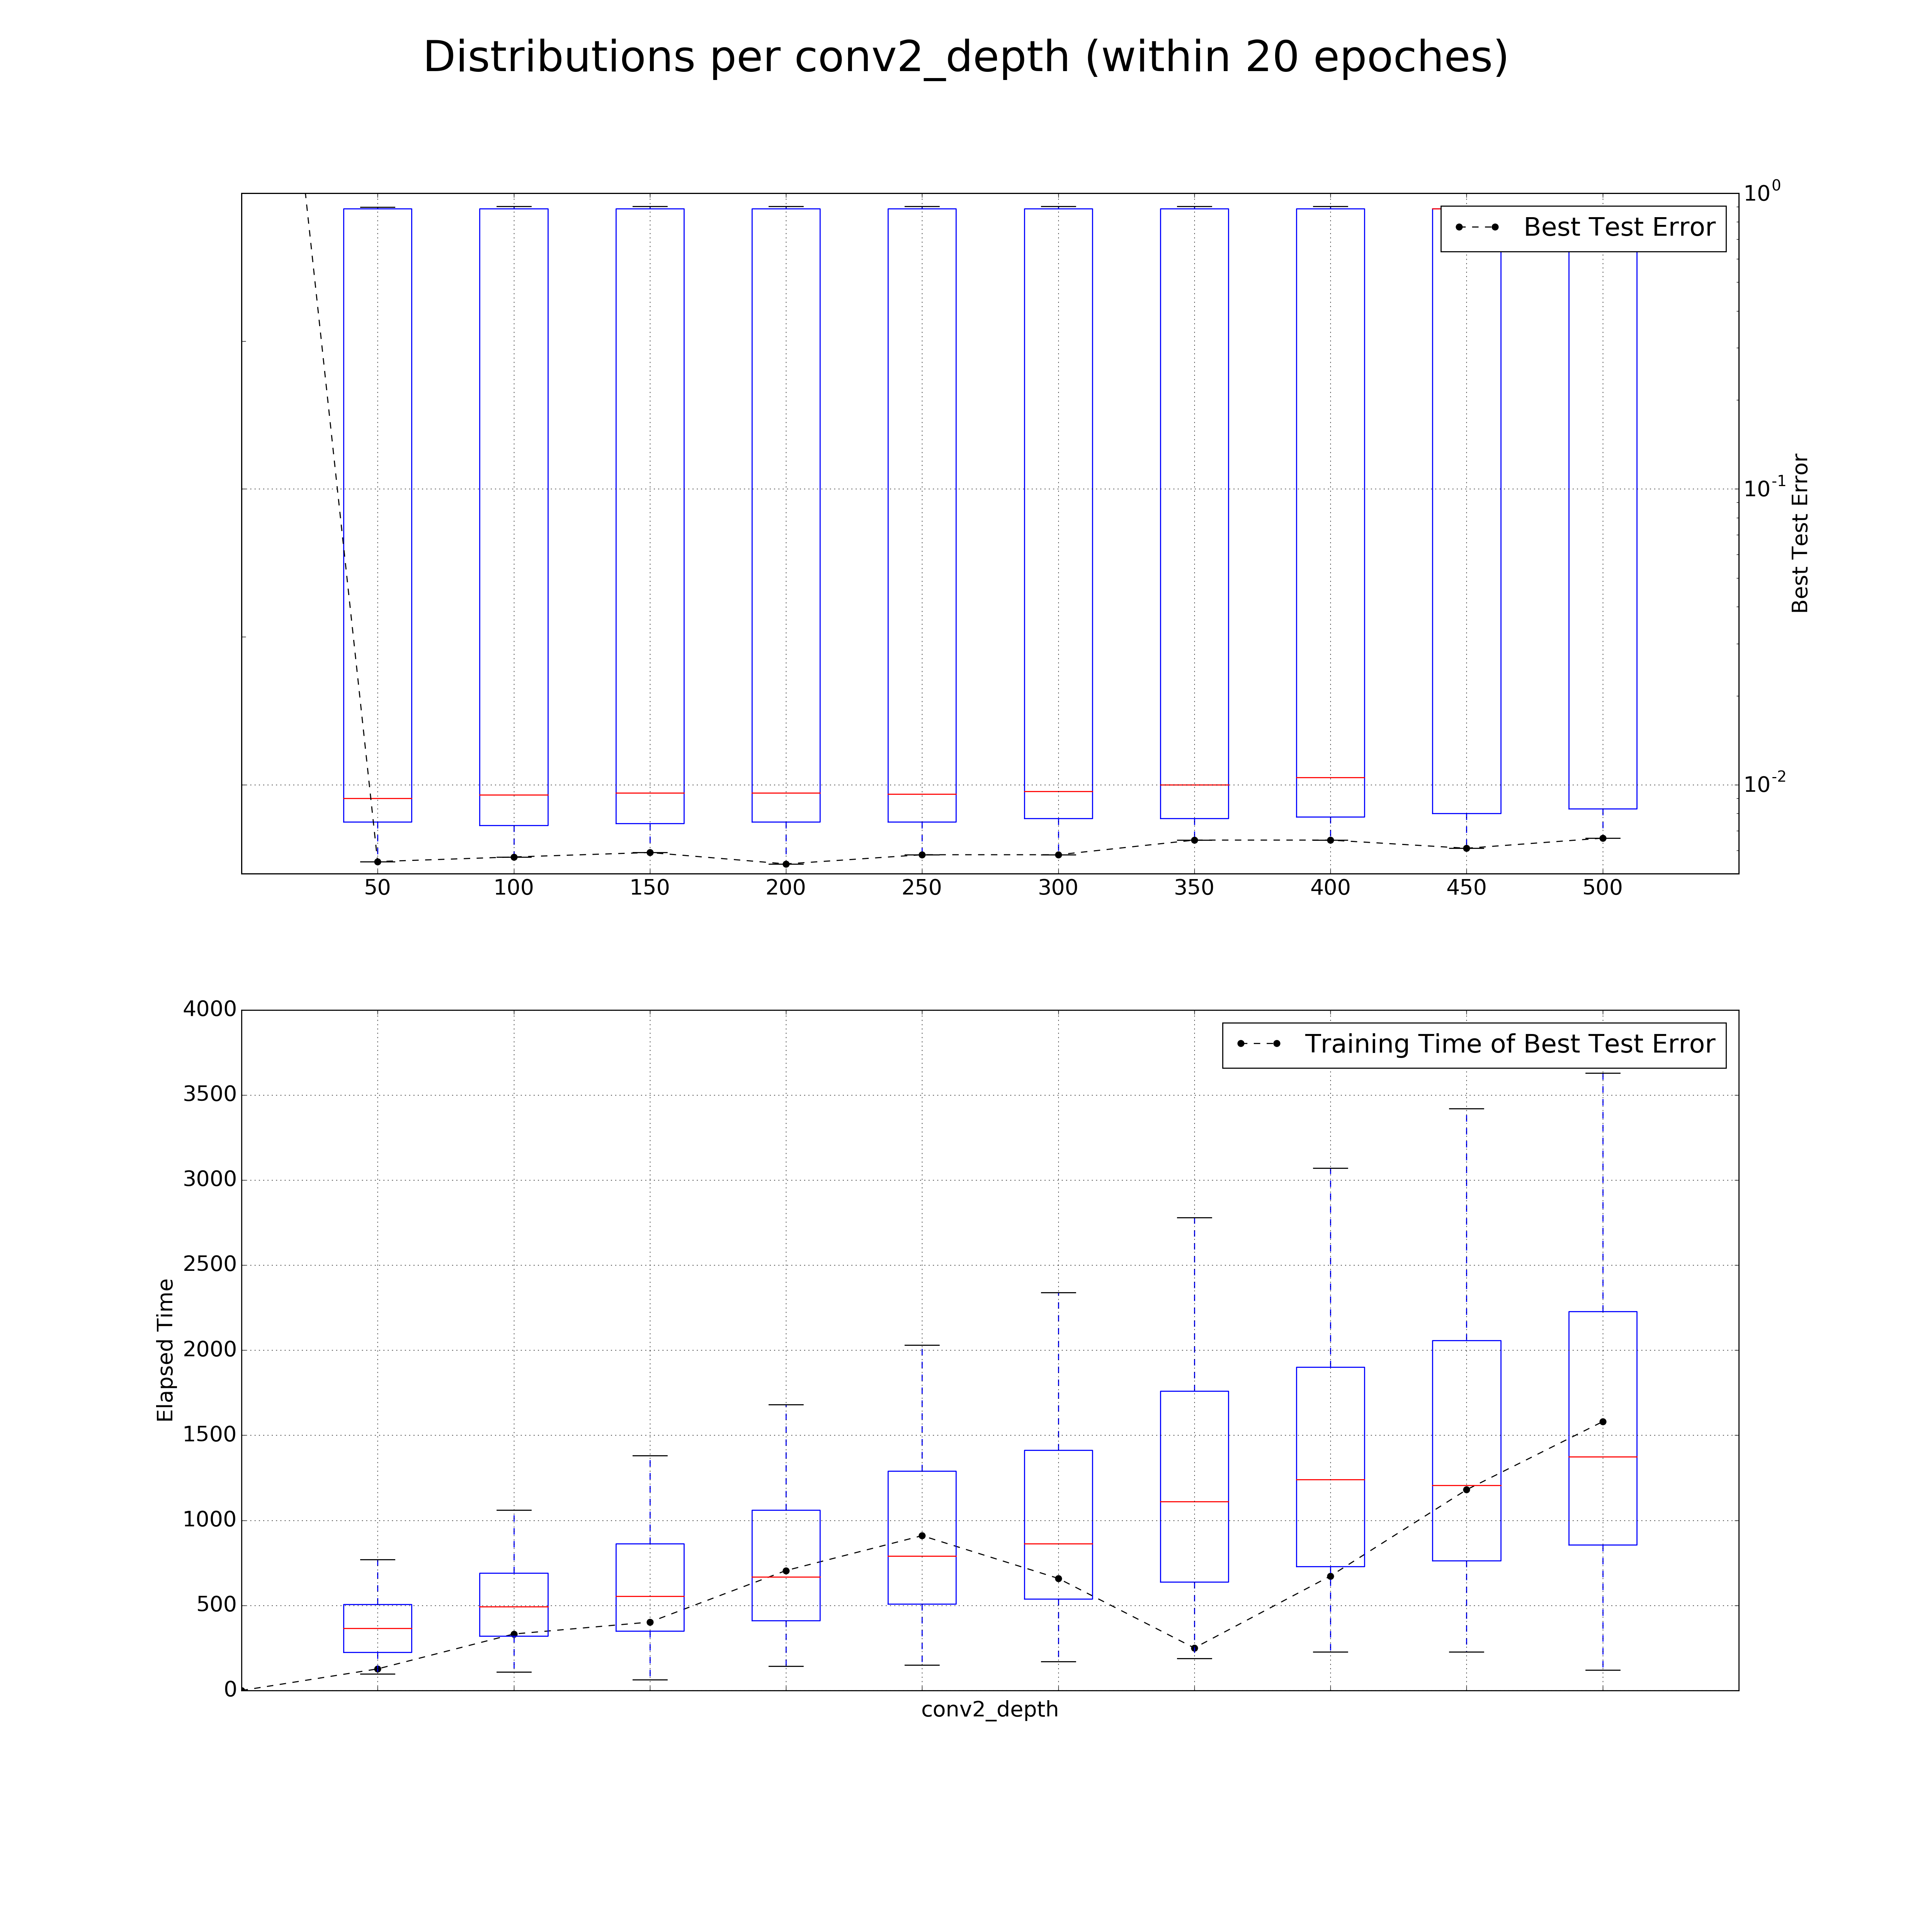 Distributions per conv2_depth (within 20 epoches)
10^0
Best Test Error
10^-1
Best Test Error
10^-2
50 100 150 200 250 300 350 400 450 500
4000
Training Time of Best Test Error
3500
3000
2500
2000
Elapsed Time
1500
1000
500
0
conv2_depth